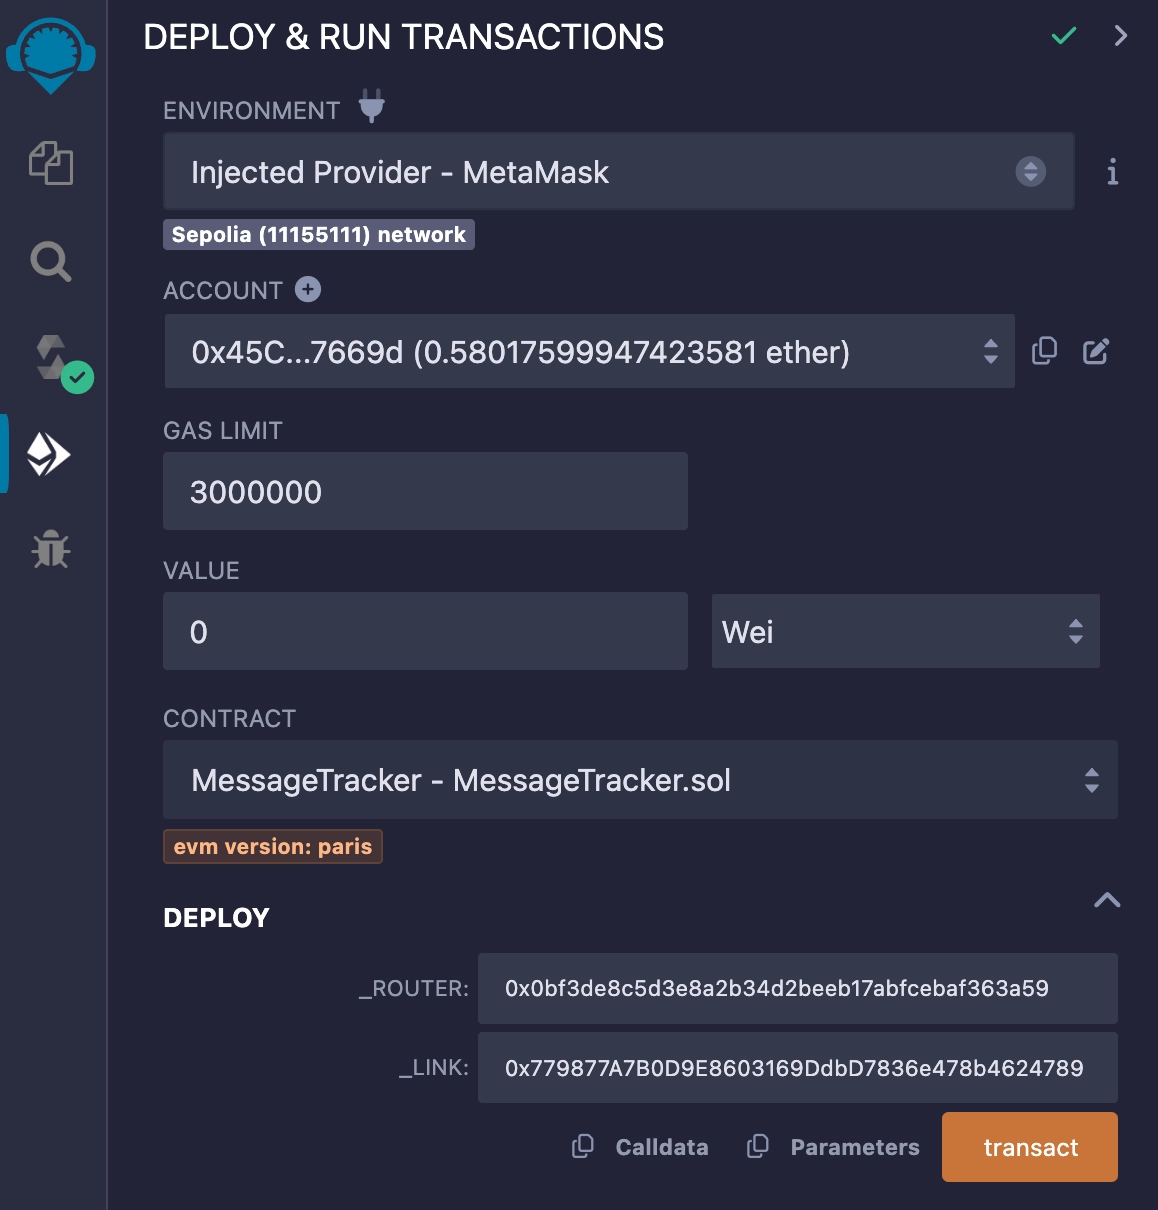 DEPLOY & RUN TRANSACTIONS
ENVIRONMENT
Injected Provider - MetaMask
Sepolia (11155111) network
ACCOUNT
0x45C...7669d (0.58017599947423581 ether)
GAS LIMIT
3000000
VALUE
0 Wei
CONTRACT
MessageTracker - MessageTracker.sol
evm version: paris
DEPLOY
_ROUTER: 0x0bf3de8c5d3e8a2b34d2beeb17abfcebaf363a59
_LINK: 0x779877A7B0D9E8603169DdbD7836e478b4624789
Calldata Parameters transact